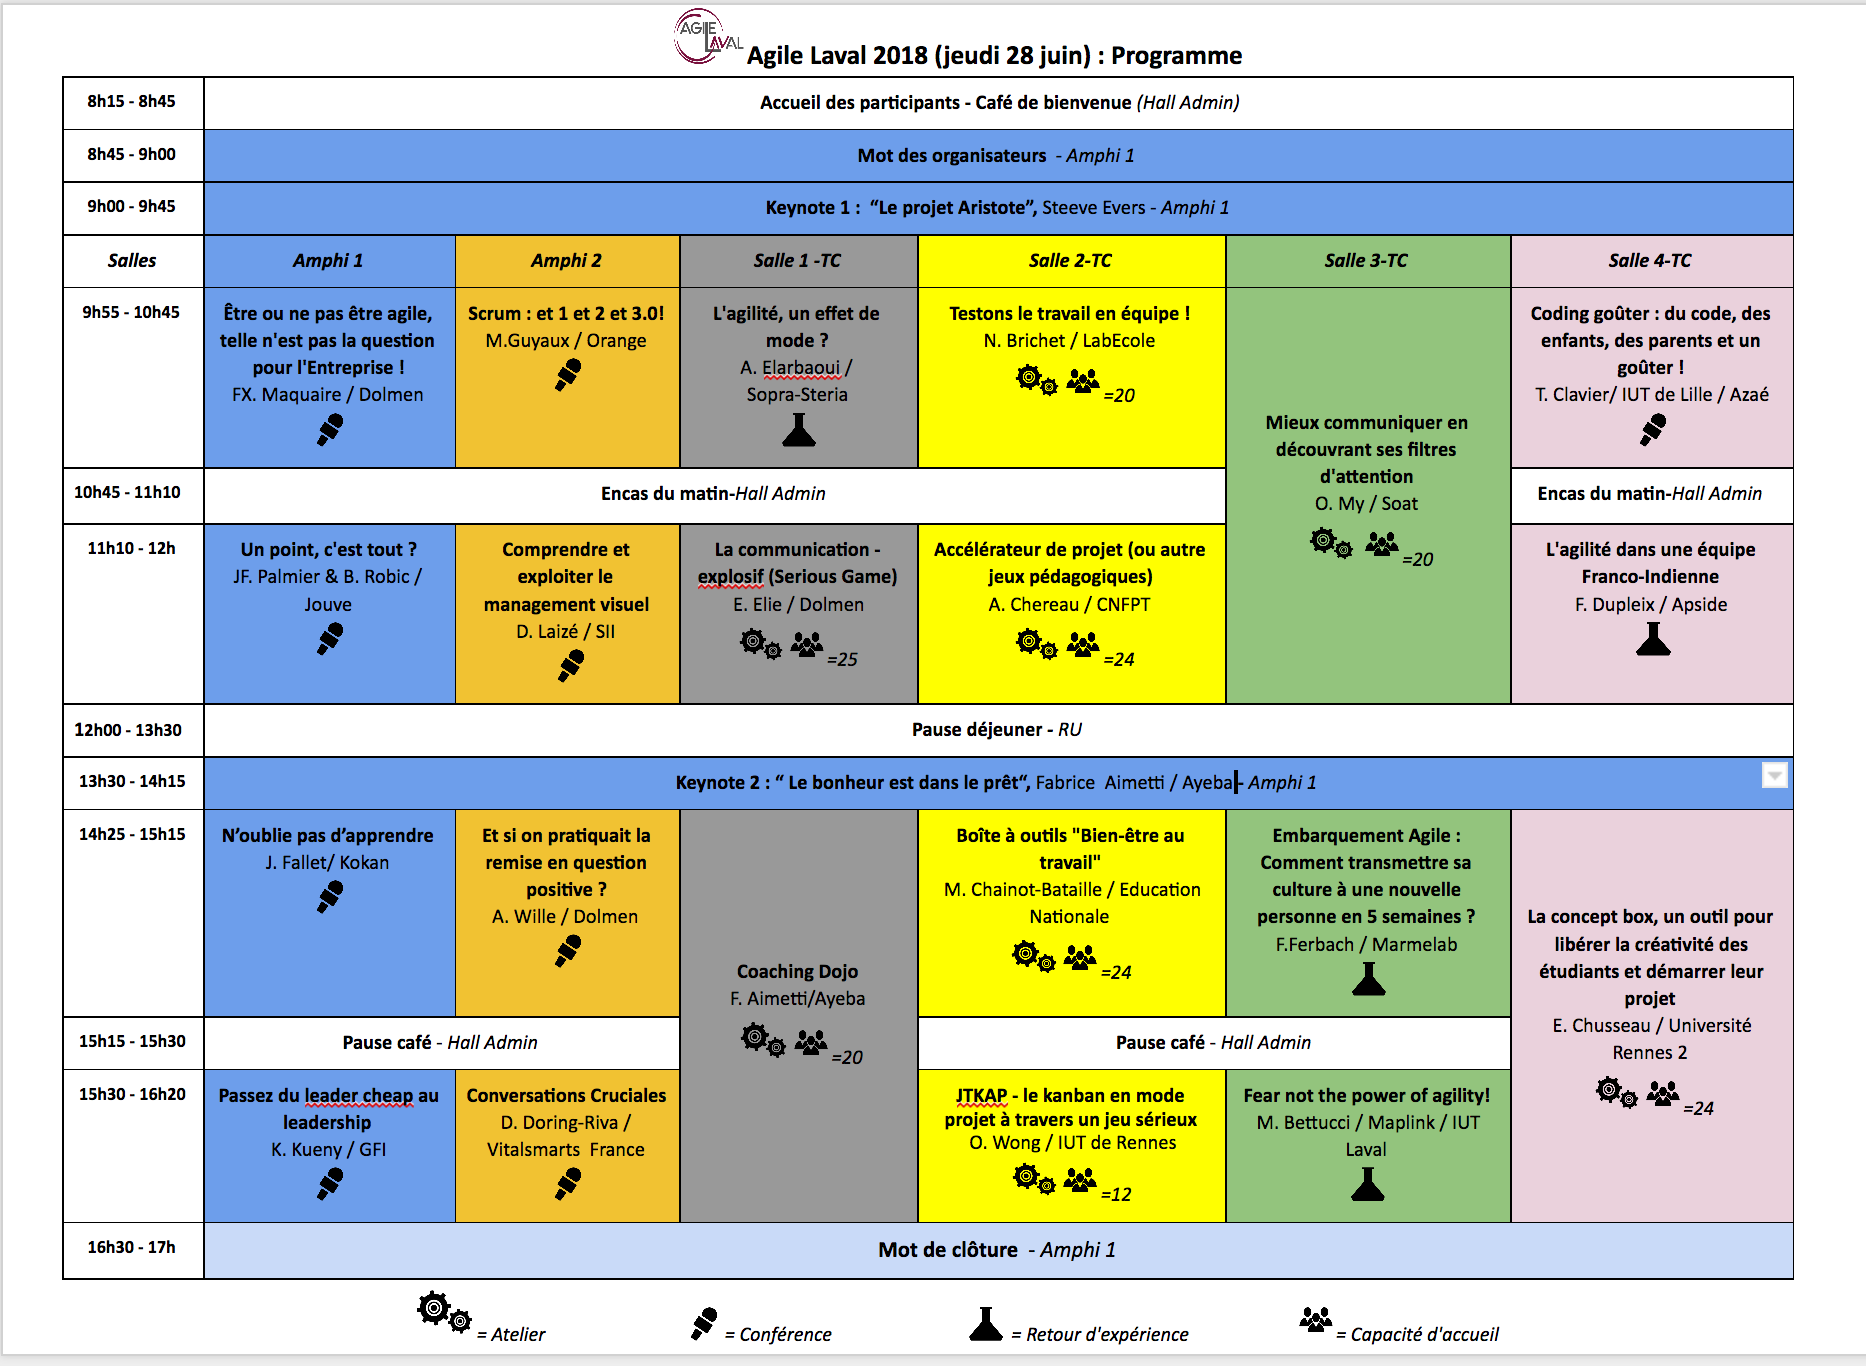 AGILE
LAVAL
Agile Laval 2018 (jeudi 28 juin) : Programme
8h15 - 8h45
Accueil des participants - Café de bienvenue (Hall Admin)
8h45 - 9h00
Mot des organisateurs - Amphi 1
9h00 - 9h45
Keynote 1 : “Le projet Aristote”, Steeve Evers - Amphi 1
Salles
Amphi 1
Amphi 2
Salle 1 -TC
Salle 2-TC
Salle 3-TC
Salle 4-TC
9h55 - 10h45
Être ou ne pas être agile,
telle n'est pas la question
pour l'Entreprise !
FX. Maquaire / Dolmen
Scrum : et 1 et 2 et 3.0!
M.Guyaux / Orange
L'agilité, un effet de
mode ?
A. Elarbaoui /
Sopra-Steria
Testons le travail en équipe !
N. Brichet / LabEcole
=20
Mieux communiquer en
découvrant ses filtres
d'attention
O. My / Soat
=20
Coding goûter : du code, des
enfants, des parents et un
goûter !
T. Clavier/ IUT de Lille / Azaé
10h45 - 11h10
Encas du matin-Hall Admin
Encas du matin-Hall Admin
11h10 - 12h
Un point, c'est tout ?
JF. Palmier & B. Robic /
Jouve
Comprendre et
exploiter le
management visuel
D. Laizé / SII
La communication -
explosif (Serious Game)
E. Elie / Dolmen
=25
Accélérateur de projet (ou autre
jeux pédagogiques)
A. Chereau / CNFPT
=24
L'agilité dans une équipe
Franco-Indienne
F. Dupleix / Apside
12h00 - 13h30
Pause déjeuner - RU
13h30 - 14h15
Keynote 2 : “ Le bonheur est dans le prêt“, Fabrice Aimetti / Ayeba- Amphi 1
14h25 - 15h15
N’oublie pas d’apprendre
J. Fallet/ Kokan
Et si on pratiquait la
remise en question
positive ?
A. Wille / Dolmen
Coaching Dojo
F. Aimetti/Ayeba
=20
Boîte à outils "Bien-être au
travail"
M. Chainot-Bataille / Education
Nationale
=24
Embarquement Agile :
Comment transmettre sa
culture à une nouvelle
personne en 5 semaines ?
F.Ferbach / Marmelab
La concept box, un outil pour
libérer la créativité des
étudiants et démarrer leur
projet
E. Chusseau / Université
Rennes 2
=24
15h15 - 15h30
Pause café - Hall Admin
Pause café - Hall Admin
15h30 - 16h20
Passez du leader cheap au
leadership
K. Kueny / GFI
Conversations Cruciales
D. Doring-Riva /
Vitalsmarts France
JTKAP - le kanban en mode
projet à travers un jeu sérieux
O. Wong / IUT de Rennes
=12
Fear not the power of agility!
M. Bettucci / Maplink / IUT
Laval
16h30 - 17h
Mot de clôture - Amphi 1
= Atelier
= Conférence
= Retour d'expérience
= Capacité d'accueil